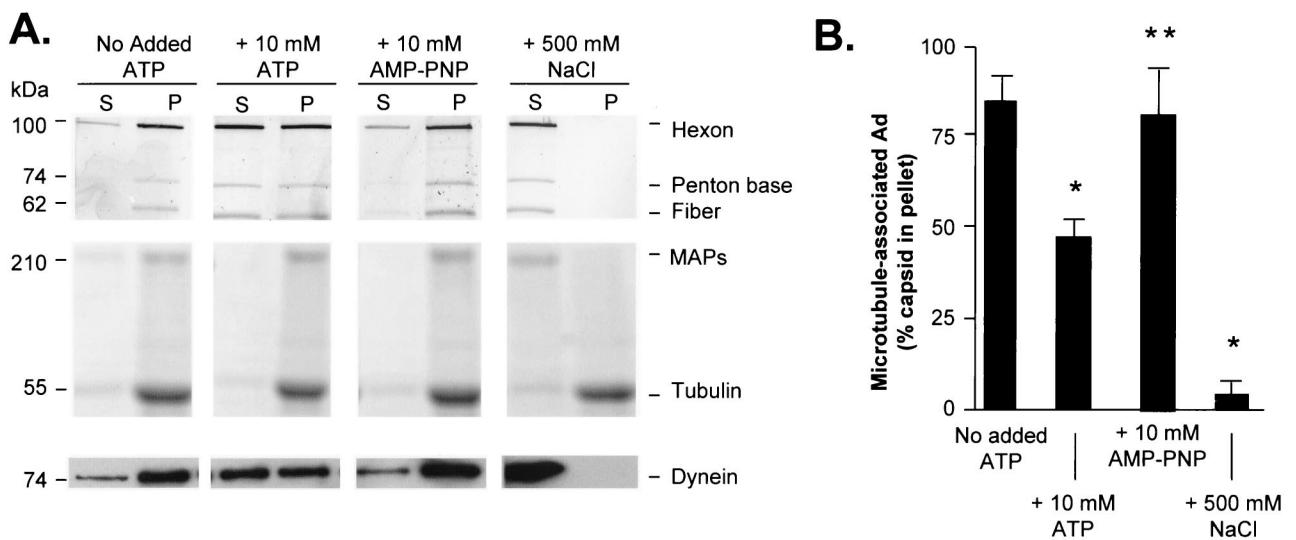 A.
No Added
ATP
+ 10 mM
ATP
+ 10 mM
AMP-PNP
+ 500 mM
NaCl
kDa
S P S P S P S P
100
74
62
Hexon
Penton base
Fiber
210
55
MAPs
Tubulin
74
Dynein
B.
Microtubule-associated Ad
(% capsid in pellet)
100
75
50
25
0
*
**
*
No added
ATP
+ 10 mM
ATP
+ 10 mM
AMP-PNP
+ 500 mM
NaCl